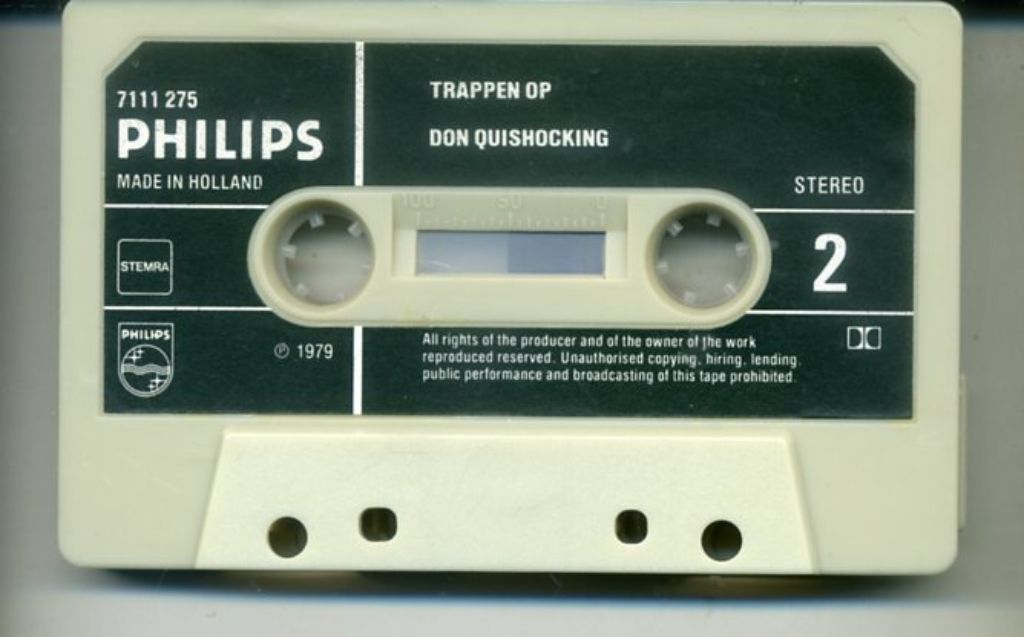 7111 275
PHILIPS
MADE IN HOLLAND
TRAPPEN OP
DON QUISHOCKING
STEREO
100 50 0
STEMRA
2
PHILIPS
℗ 1979
All rights of the producer and of the owner of the work
reproduced reserved. Unauthorised copying, hiring, lending,
public performance and broadcasting of this tape prohibited.